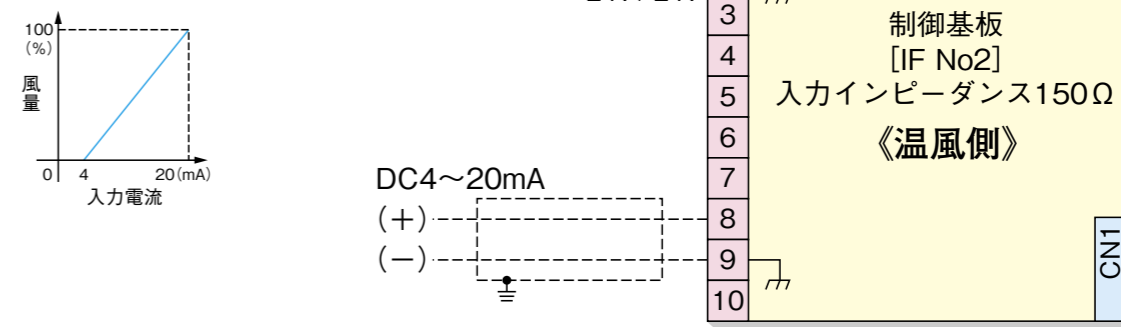 100
(%)
風量
0
4
20(mA)
入力電流
3
4
5
6
7
8
9
10
制御基板
[IF No2]
入力インピーダンス150Ω
《温風側》
DC4～20mA
(+)
(−)
CN1